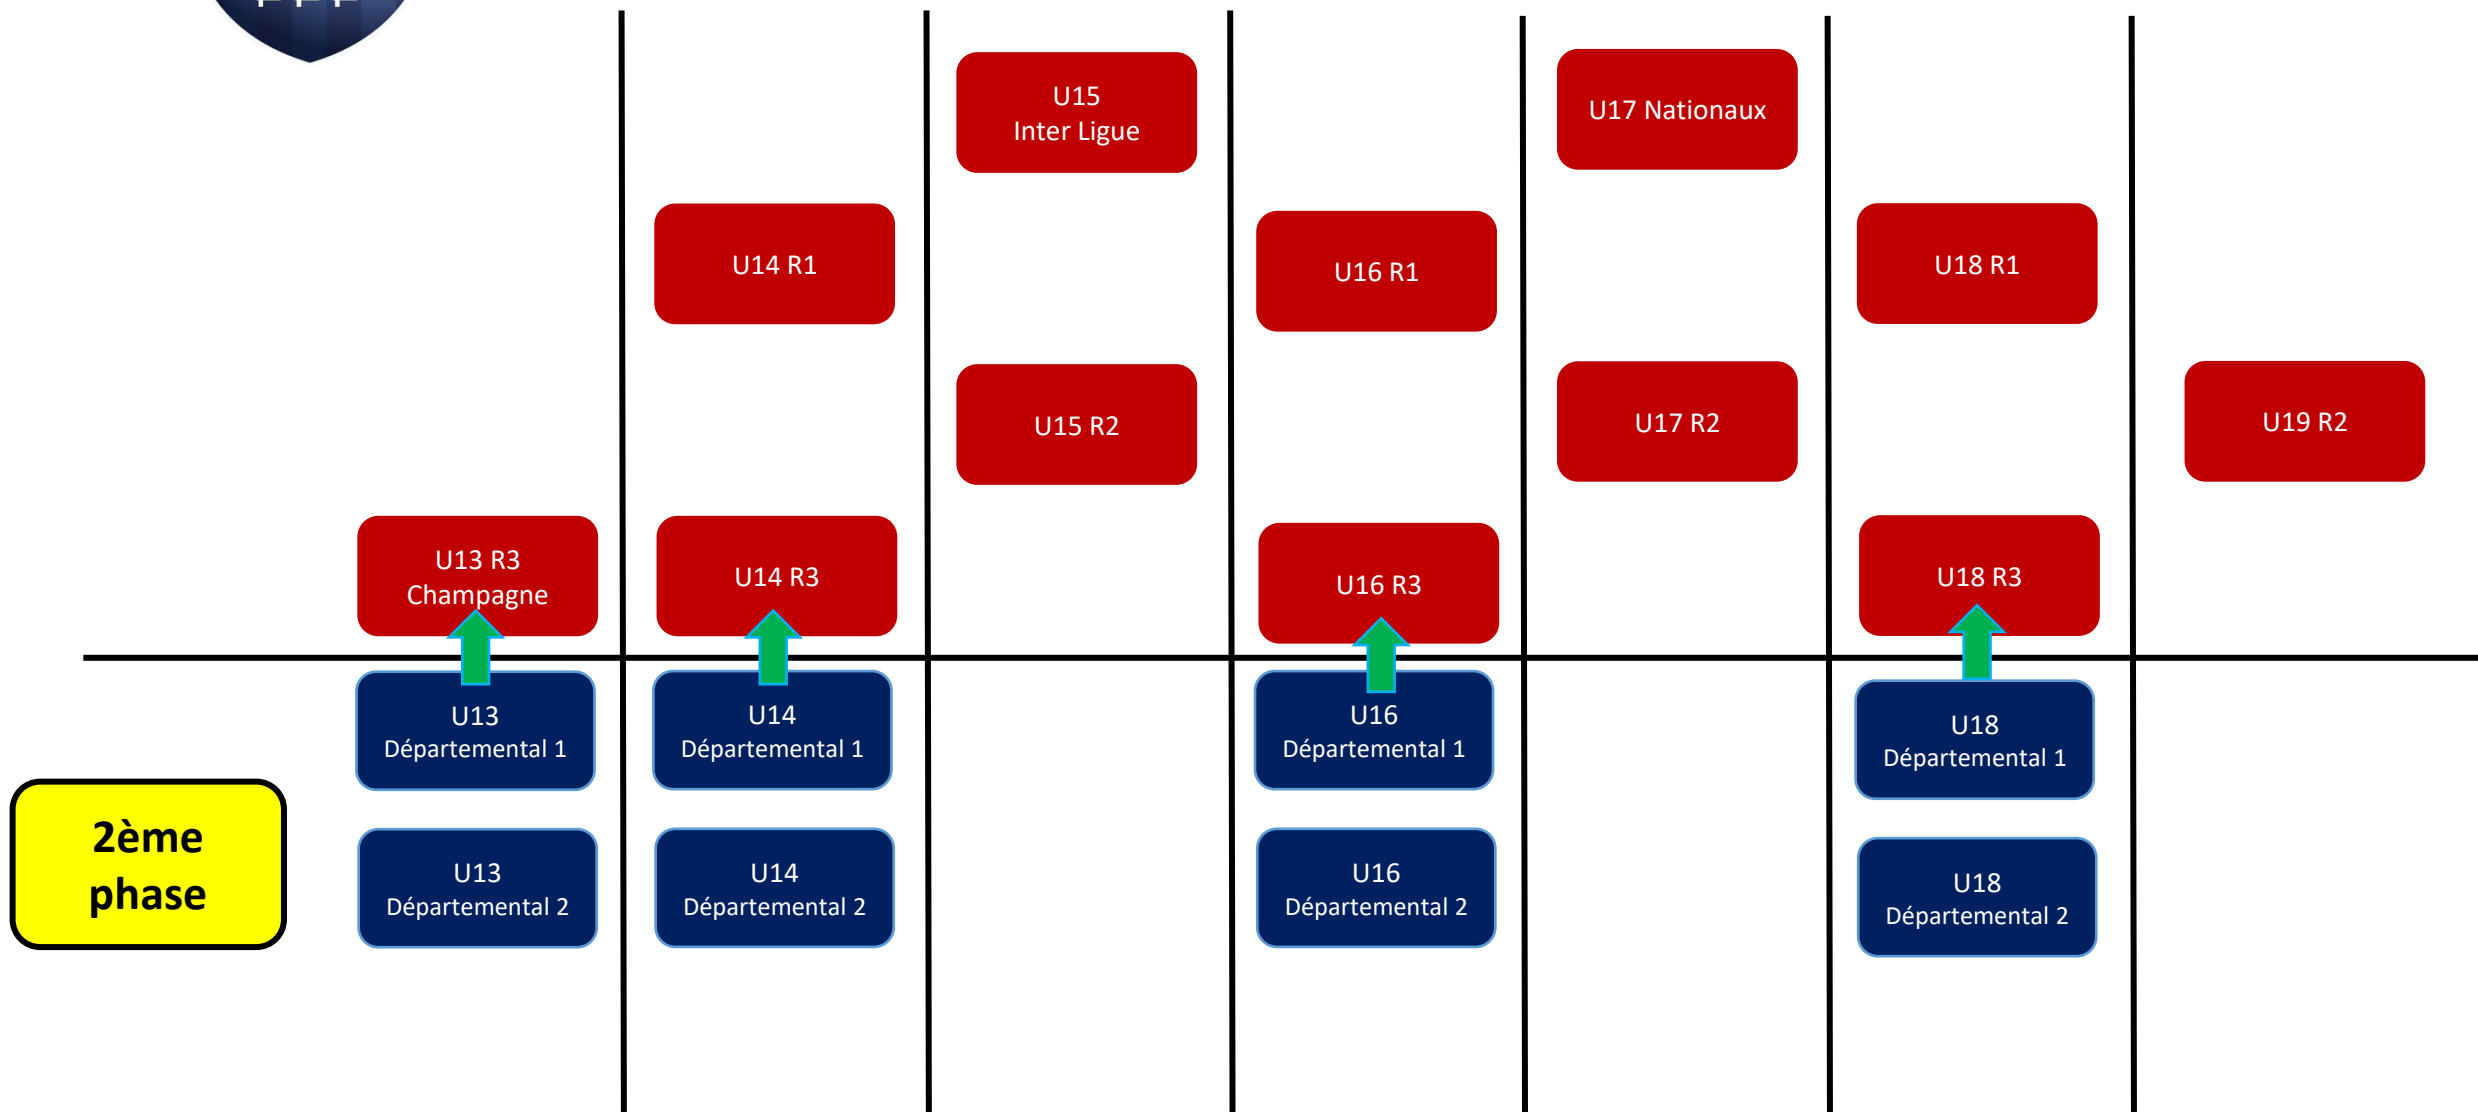 U15
Inter Ligue
U17 Nationaux
U14 R1
U16 R1
U18 R1
U15 R2
U17 R2
U19 R2
U13 R3
Champagne
U14 R3
U16 R3
U18 R3
U13
Départemental 1
U14
Départemental 1
U16
Départemental 1
U18
Départemental 1
2ème
phase
U13
Départemental 2
U14
Départemental 2
U16
Départemental 2
U18
Départemental 2